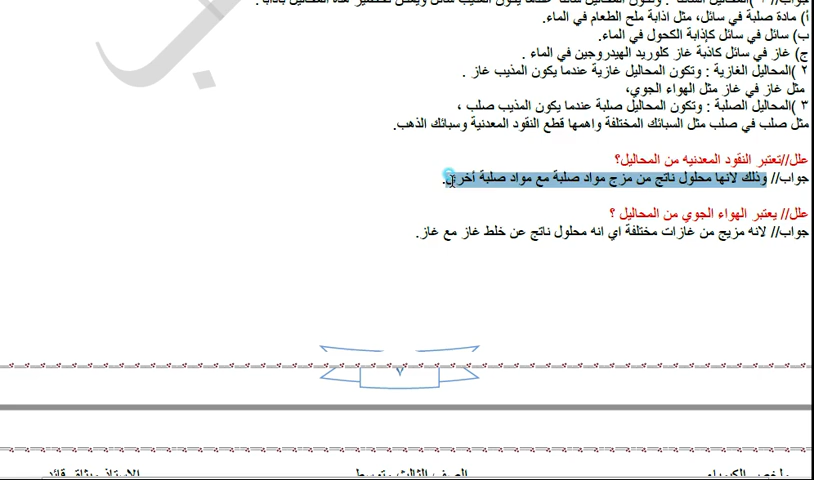 أ) مادة صلبة في سائل، مثل اذابة ملح الطعام في الماء.
ب) سائل في سائل كإذابة الكحول في الماء.
ج) غاز في سائل كاذبة غاز كلوريد الهيدروجين في الماء .
٢ )المحاليل الغازية : وتكون المحاليل غازية عندما يكون المذيب غاز .
مثل غاز في غاز مثل الهواء الجوي،
٣ )المحاليل الصلبة : وتكون المحاليل صلبة عندما يكون المذيب صلب ،
مثل صلب في صلب مثل السبائك المختلفة واهمها قطع النقود المعدنية وسبائك الذهب.
علل//تعتبر النقود المعدنيه من المحاليل؟
جواب// وذلك لانها محلول ناتج من مزج مواد صلبة مع مواد صلبة أخرى.
علل// يعتبر الهواء الجوي من المحاليل ؟
جواب// لانه مزيج من غازات مختلفة اي انه محلول ناتج عن خلط غاز مع غاز.
٧